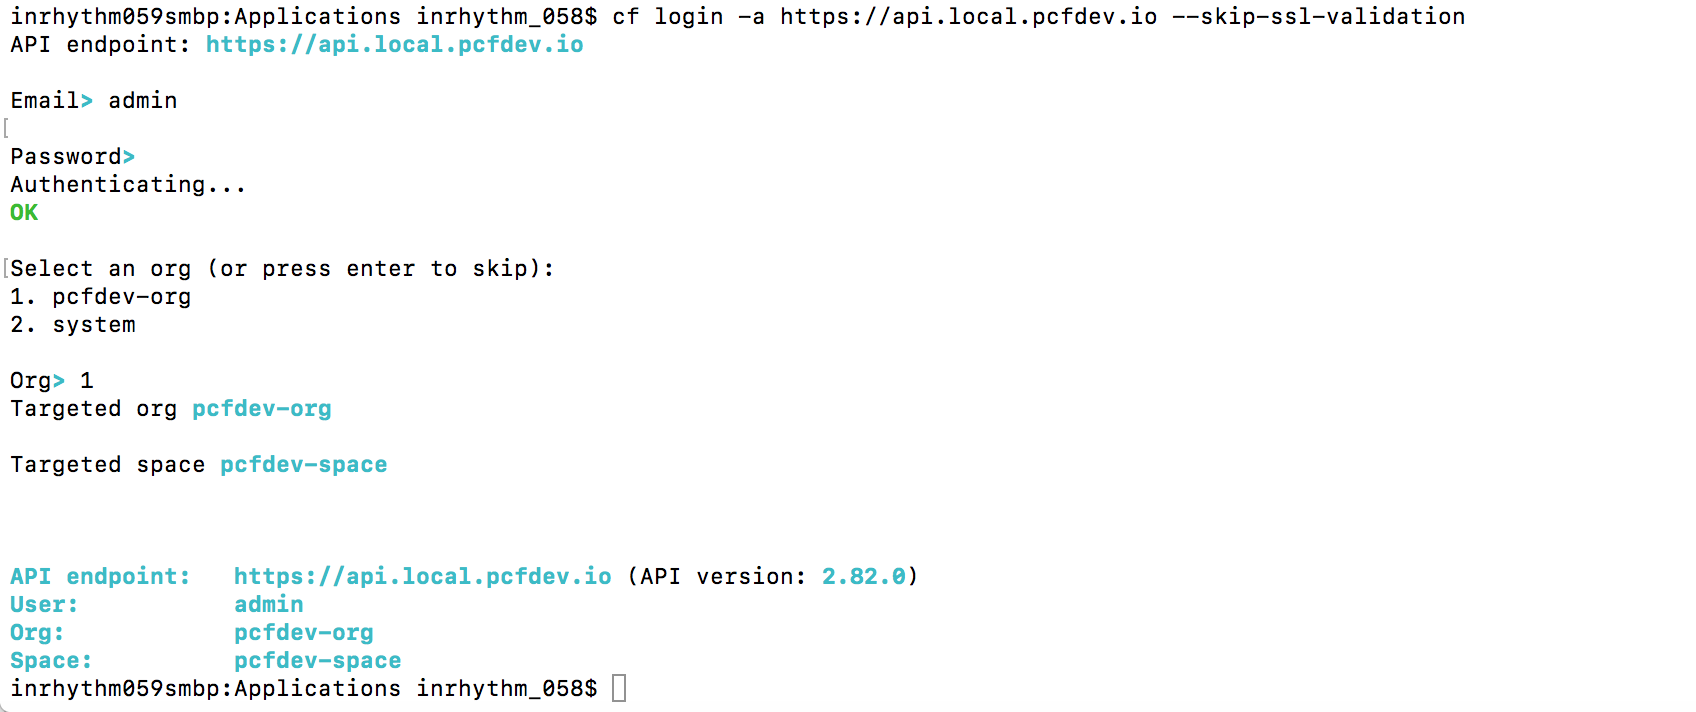 inrhythm059smbp:Applications inrhythm_058$ cf login -a https://api.local.pcfdev.io --skip-ssl-validation
API endpoint: https://api.local.pcfdev.io
Email> admin
[
Password>
Authenticating...
OK
[Select an org (or press enter to skip):
1. pcfdev-org
2. system
Org> 1
Targeted org pcfdev-org
Targeted space pcfdev-space
API endpoint:   https://api.local.pcfdev.io (API version: 2.82.0)
User:           admin
Org:            pcfdev-org
Space:          pcfdev-space
inrhythm059smbp:Applications inrhythm_058$